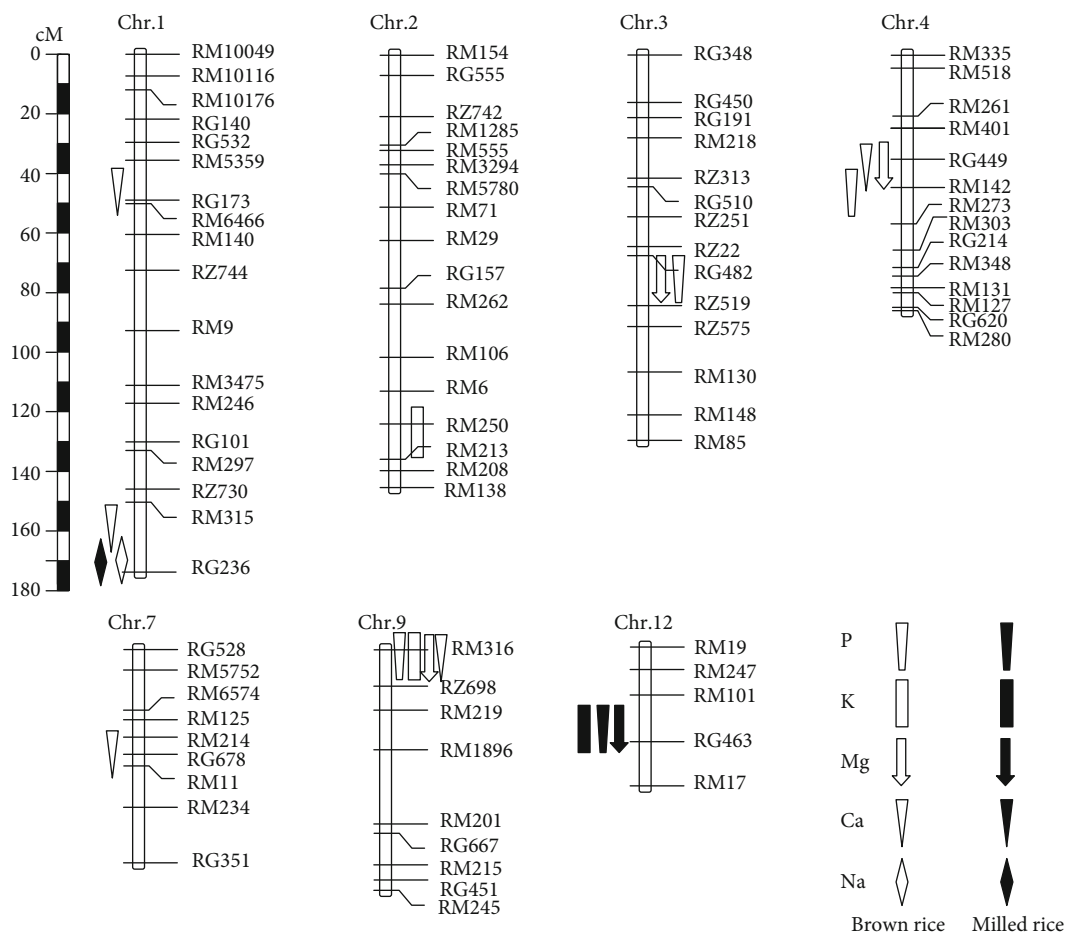 cM
0
20
40
60
80
100
120
140
160
180
Chr.1
RM10049
RM10116
RM10176
RG140
RG532
RM5359
RG173
RM6466
RM140
RZ744
RM9
RM3475
RM246
RG101
RM297
RZ730
RM315
RG236
Chr.2
RM154
RG555
RZ742
RM1285
RM555
RM3294
RM5780
RM71
RM29
RG157
RM262
RM106
RM6
RM250
RM213
RM208
RM138
Chr.3
RG348
RG450
RG191
RM218
RZ313
RG510
RZ251
RZ22
RG482
RZ519
RZ575
RM130
RM148
RM85
Chr.4
RM335
RM518
RM261
RM401
RG449
RM142
RM273
RM303
RG214
RM348
RM131
RM127
RG620
RM280
Chr.7
RG528
RM5752
RM6574
RM125
RM214
RG678
RM11
RM234
RG351
Chr.9
RM316
RZ698
RM219
RM1896
RM201
RG667
RM215
RG451
RM245
Chr.12
RM19
RM247
RM101
RG463
RM17
P
K
Mg
Ca
Na
Brown rice Milled rice